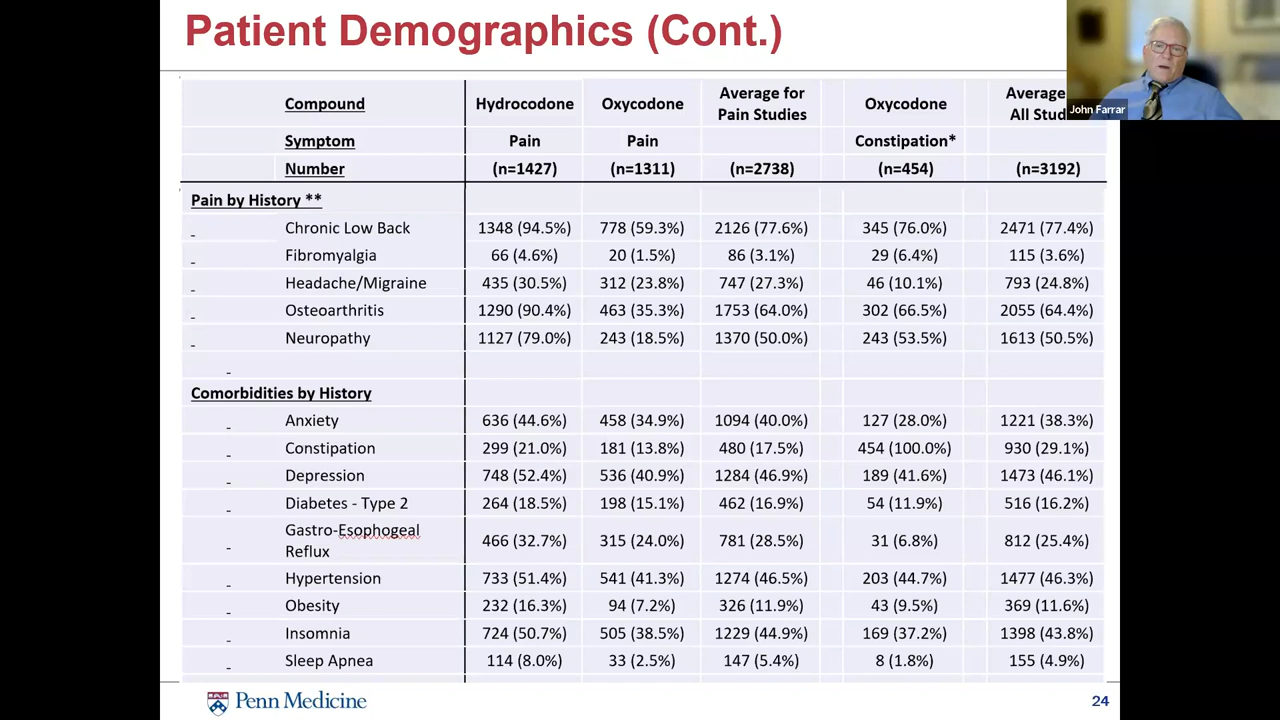 Patient Demographics (Cont.)
John Farrar
Compound Hydrocodone Oxycodone Average for Pain Studies Oxycodone Average
All
Symptom Pain Pain Constipation*
Number (n=1427) (n=1311) (n=2738) (n=454) (n=3192)
Pain by History **
Chronic Low Back 1348 (94.5%) 778 (59.3%) 2126 (77.6%) 345 (76.0%) 2471 (77.4%)
Fibromyalgia 66 (4.6%) 20 (1.5%) 86 (3.1%) 29 (6.4%) 115 (3.6%)
Headache/Migraine 435 (30.5%) 312 (23.8%) 747 (27.3%) 46 (10.1%) 793 (24.8%)
Osteoarthritis 1290 (90.4%) 463 (35.3%) 1753 (64.0%) 302 (66.5%) 2055 (64.4%)
Neuropathy 1127 (79.0%) 243 (18.5%) 1370 (50.0%) 243 (53.5%) 1613 (50.5%)
Comorbidities by History
Anxiety 636 (44.6%) 458 (34.9%) 1094 (40.0%) 127 (28.0%) 1221 (38.3%)
Constipation 299 (21.0%) 181 (13.8%) 480 (17.5%) 454 (100.0%) 930 (29.1%)
Depression 748 (52.4%) 536 (40.9%) 1284 (46.9%) 189 (41.6%) 1473 (46.1%)
Diabetes - Type 2 264 (18.5%) 198 (15.1%) 462 (16.9%) 54 (11.9%) 516 (16.2%)
Gastro-Esophogeal
Reflux 466 (32.7%) 315 (24.0%) 781 (28.5%) 31 (6.8%) 812 (25.4%)
Hypertension 733 (51.4%) 541 (41.3%) 1274 (46.5%) 203 (44.7%) 1477 (46.3%)
Obesity 232 (16.3%) 94 (7.2%) 326 (11.9%) 43 (9.5%) 369 (11.6%)
Insomnia 724 (50.7%) 505 (38.5%) 1229 (44.9%) 169 (37.2%) 1398 (43.8%)
Sleep Apnea 114 (8.0%) 33 (2.5%) 147 (5.4%) 8 (1.8%) 155 (4.9%)
Penn Medicine
24